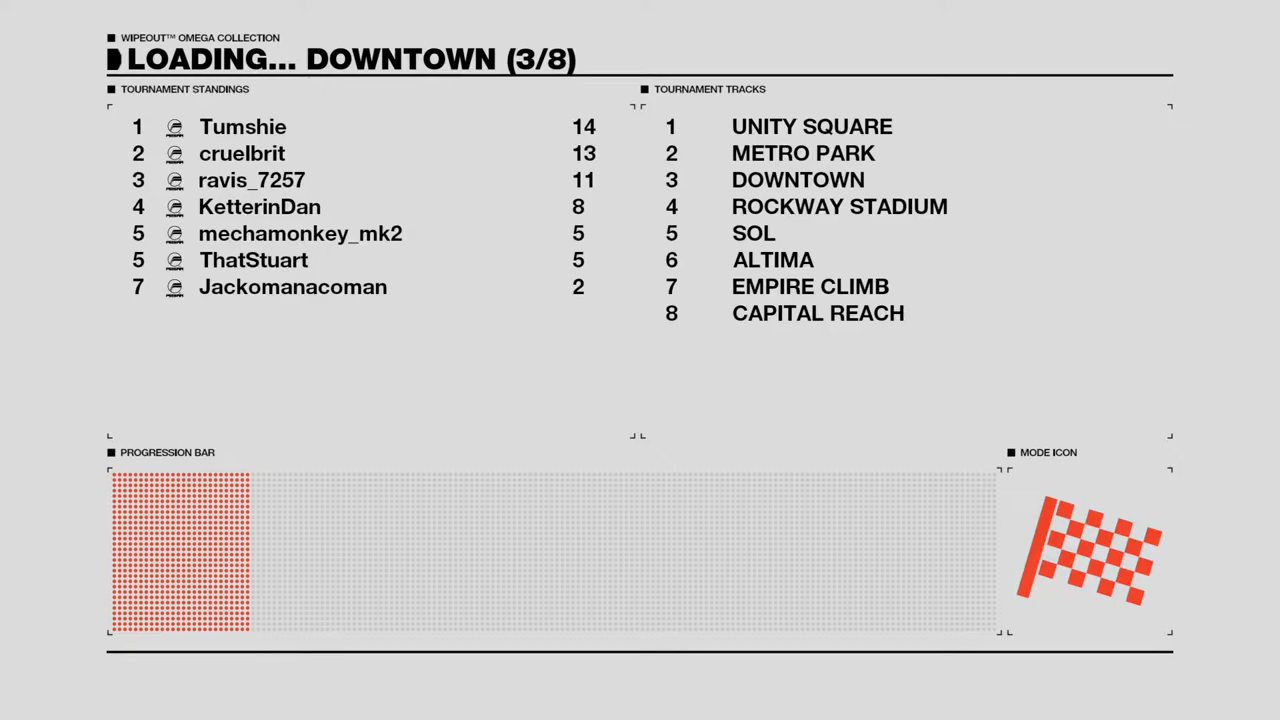 WIPEOUT™ OMEGA COLLECTION
LOADING... DOWNTOWN (3/8)
TOURNAMENT STANDINGS
1 Tumshie 14
2 cruelbrit 13
3 ravis_7257 11
4 KetterinDan 8
5 mechamonkey_mk2 5
5 ThatStuart 5
7 Jackomanacoman 2
TOURNAMENT TRACKS
1 UNITY SQUARE
2 METRO PARK
3 DOWNTOWN
4 ROCKWAY STADIUM
5 SOL
6 ALTIMA
7 EMPIRE CLIMB
8 CAPITAL REACH
PROGRESSION BAR
MODE ICON